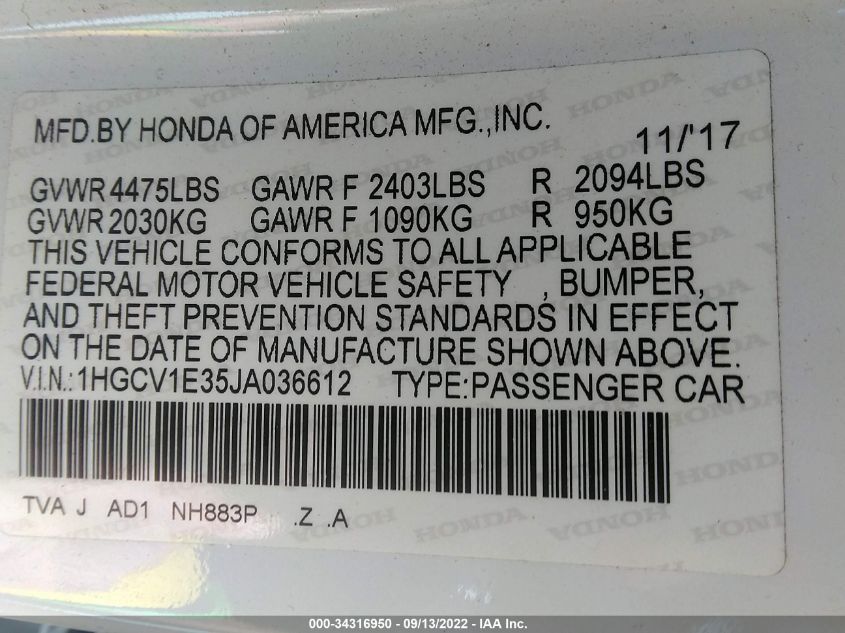 MFD.BY HONDA OF AMERICA MFG.,INC.
11/'17
GVWR 4475LBS GAWR F 2403LBS R 2094LBS
GVWR 2030KG GAWR F 1090KG R 950KG
THIS VEHICLE CONFORMS TO ALL APPLICABLE
FEDERAL MOTOR VEHICLE SAFETY , BUMPER,
AND THEFT PREVENTION STANDARDS IN EFFECT
ON THE DATE OF MANUFACTURE SHOWN ABOVE.
V.I.N.:1HGCV1E35JA036612 TYPE:PASSENGER CAR
TVA J AD1 NH883P .Z .A
000-34316950 - 09/13/2022 - IAA Inc.